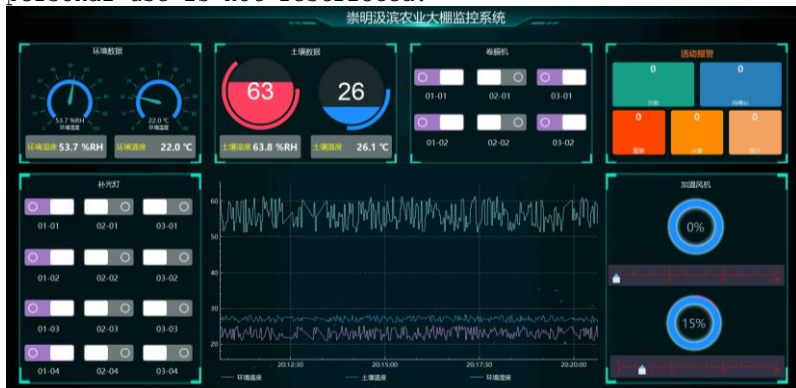 personal use is not restricted.
崇明汲滨农业大棚监控系统
环境数据
53.7 %RH
环境湿度
22.0 ℃
环境温度
环境湿度 53.7 %RH
环境温度 22.0 ℃
土壤数据
63
26
土壤湿度 63.8 %RH
土壤温度 26.1 ℃
卷膜机
01-01 02-01 03-01
01-02 02-02 03-02
活动报警
0 0
总数 待确认
0 0 0
补光灯
01-01 02-01 03-01
01-02 02-02 03-02
01-03 02-03 03-03
01-04 02-04 03-04
60
50
40
30
20
20:12:30 20:15:00 20:17:30 20:20:00
加温风机
0%
15%